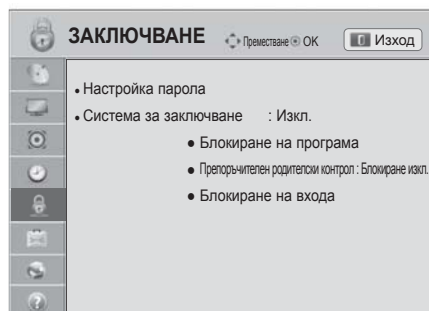 ЗАКЛЮЧВАНЕ Преместване OK Изход
• Настройка парола
• Система за заключване : Изкл.
● Блокиране на програма
● Препоръчителен родителски контрол : Блокиране изкл.
● Блокиране на входа